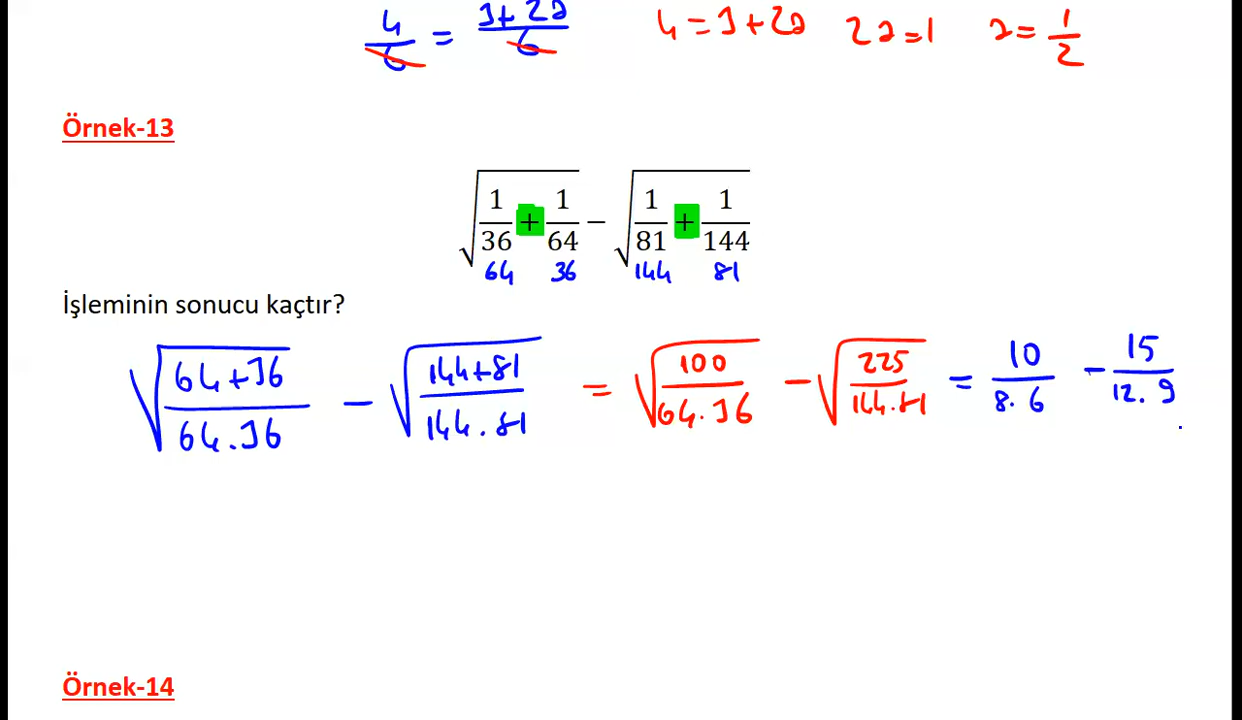 4/6 = 3+2a/6 4 = 3+2a 2a=1 a = 1/2
Örnek-13
√(1/36 + 1/64) − √(1/81 + 1/144)
64 36 144 81
İşleminin sonucu kaçtır?
√(64+36/64.36) − √(144+81/144.81) = √(100/64.36) − √(225/144.81) = 10/8.6 − 15/12.9
Örnek-14